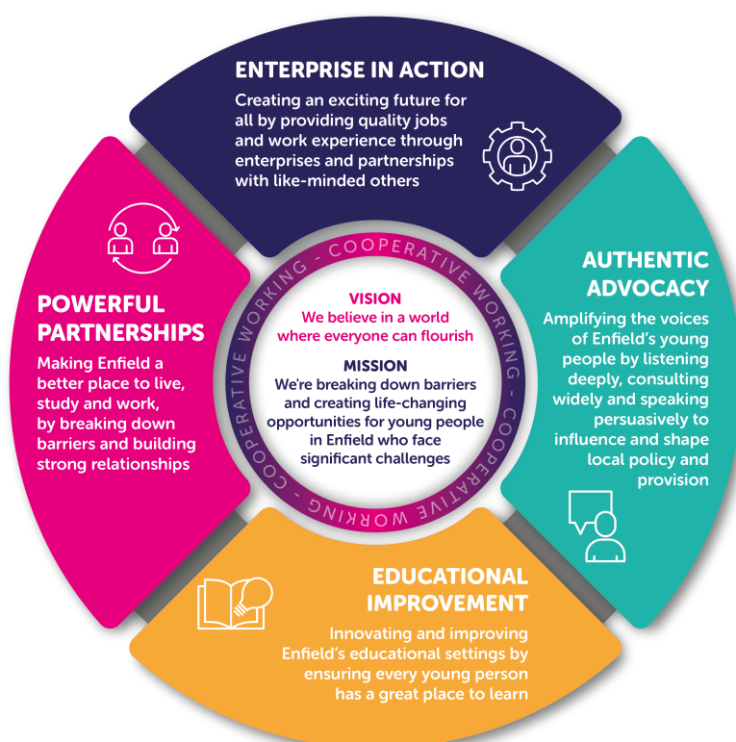 ENTERPRISE IN ACTION
Creating an exciting future for
all by providing quality jobs
and work experience through
enterprises and partnerships
with like-minded others
AUTHENTIC
ADVOCACY
Amplifying the voices
of Enfield's young
people by listening
deeply, consulting
widely and speaking
persuasively to
influence and shape
local policy and
provision
EDUCATIONAL
IMPROVEMENT
Innovating and improving
Enfield's educational settings by
ensuring every young person
has a great place to learn
POWERFUL
PARTNERSHIPS
Making Enfield a
better place to live,
study and work,
by breaking down
barriers and building
strong relationships
COOPERATIVE WORKING - COOPERATIVE WORKING - COOPERATIVE WORKING -
VISION
We believe in a world
where everyone can flourish
MISSION
We're breaking down barriers
and creating life-changing
opportunities for young people
in Enfield who face
significant challenges